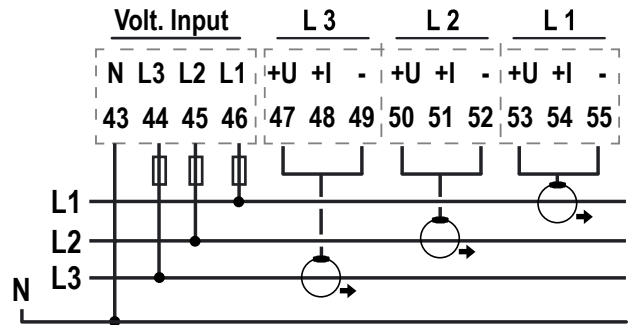 Volt. Input L 3 L 2 L 1
N L3 L2 L1 +U +I - +U +I - +U +I -
43 44 45 46 47 48 49 50 51 52 53 54 55
L1
L2
L3
N